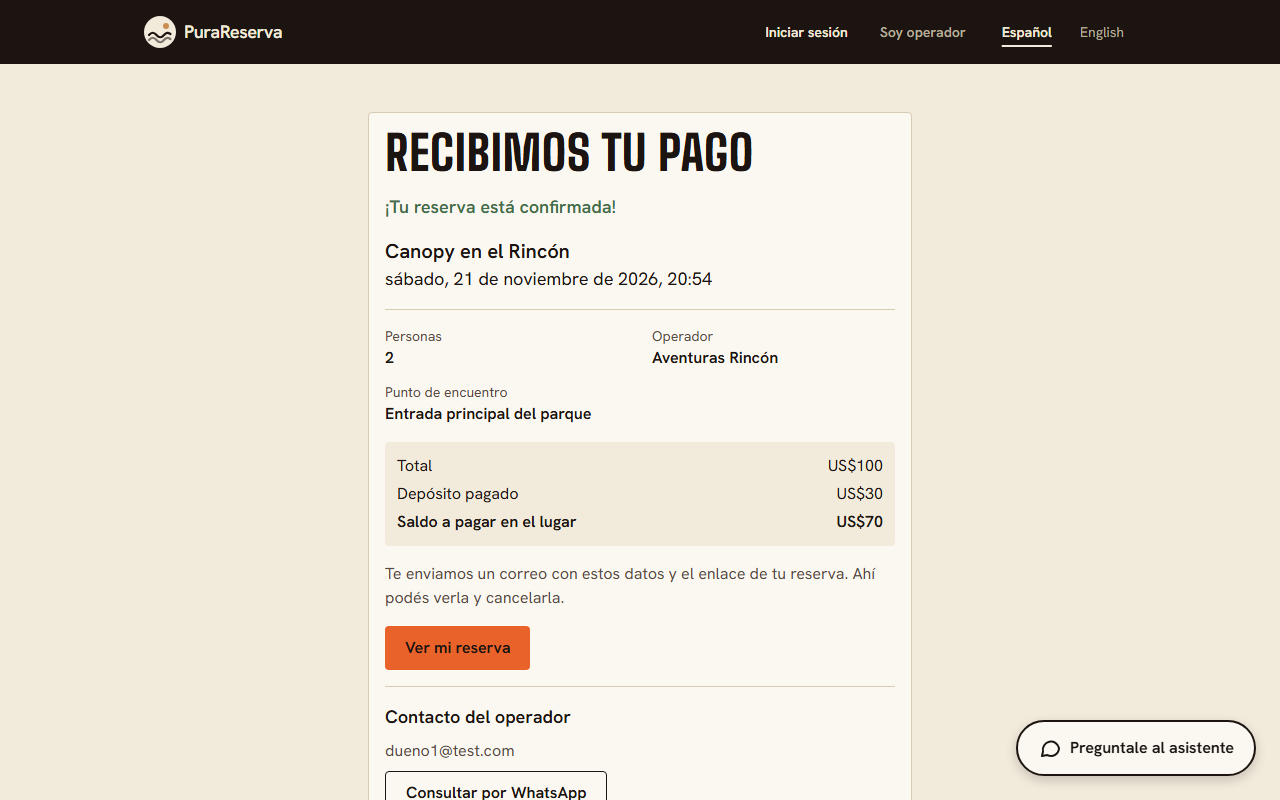 PuraReserva
Iniciar sesión
Soy operador
Español
English
RECIBIMOS TU PAGO
¡Tu reserva está confirmada!
Canopy en el Rincón
sábado, 21 de noviembre de 2026, 20:54
Personas
2
Operador
Aventuras Rincón
Punto de encuentro
Entrada principal del parque
Total US$100
Depósito pagado US$30
Saldo a pagar en el lugar US$70
Te enviamos un correo con estos datos y el enlace de tu reserva. Ahí
podés verla y cancelarla.
Ver mi reserva
Contacto del operador
dueno1@test.com
Consultar por WhatsApp
Preguntale al asistente